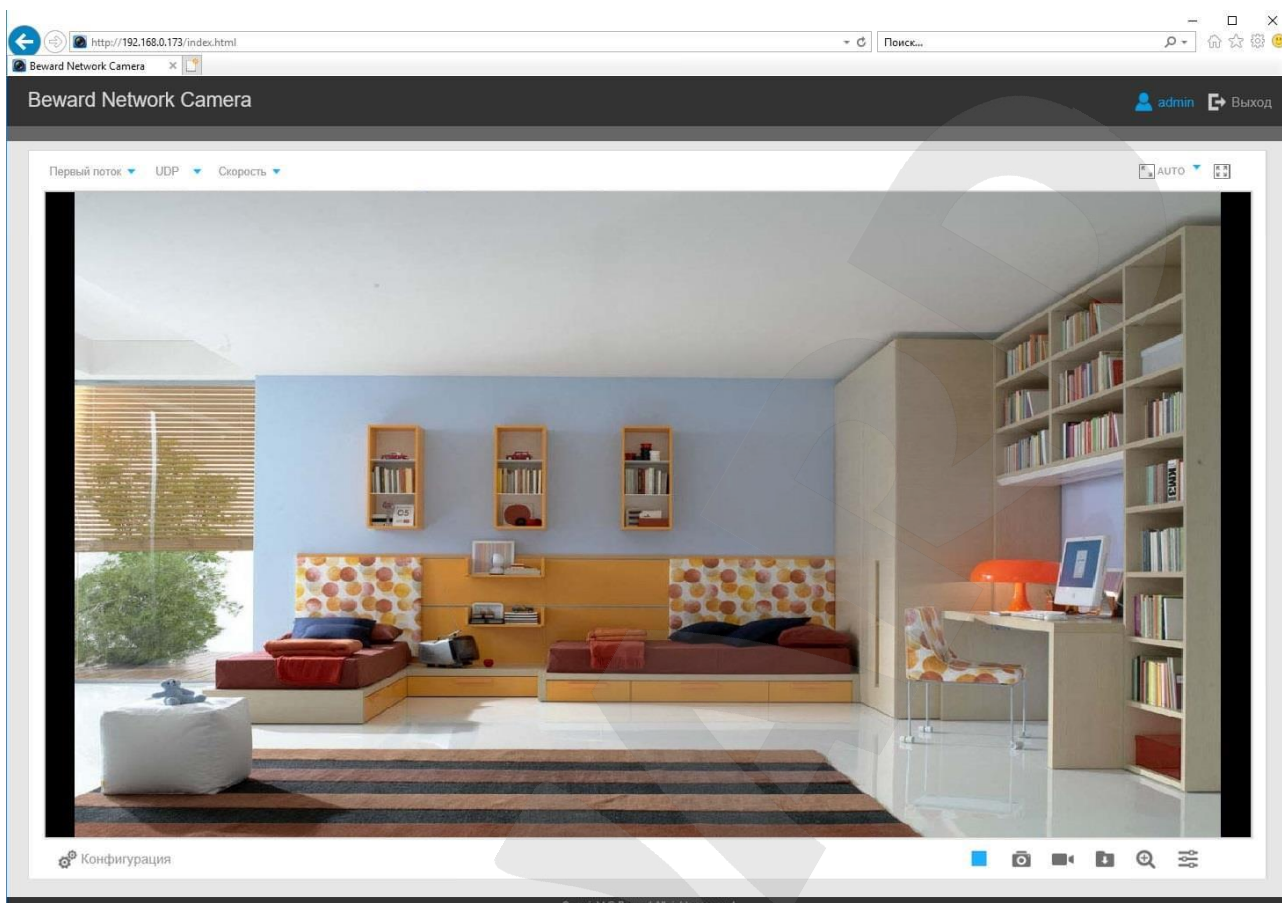 http://192.168.0.173/index.html
Поиск...
Beward Network Camera
Beward Network Camera
admin
Выход
Первый поток
UDP
Скорость
AUTO
Конфигурация